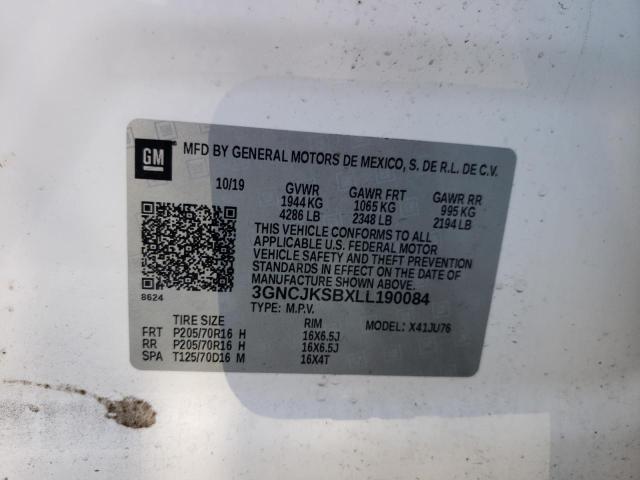 GM
MFD BY GENERAL MOTORS DE MEXICO, S. DE R.L. DE C.V.
10/19 GVWR GAWR FRT GAWR RR
1944 KG 1065 KG 995 KG
4286 LB 2348 LB 2194 LB
THIS VEHICLE CONFORMS TO ALL
APPLICABLE U.S. FEDERAL MOTOR
VEHICLE SAFETY AND THEFT PREVENTION
STANDARDS IN EFFECT ON THE DATE OF
MANUFACTURE SHOWN ABOVE.
8624 3GNCJKSBXLL190084
TYPE: M.P.V.
TIRE SIZE RIM MODEL: X41JU76
FRT P205/70R16 H 16X6.5J
RR P205/70R16 H 16X6.5J
SPA T125/70D16 M 16X4T